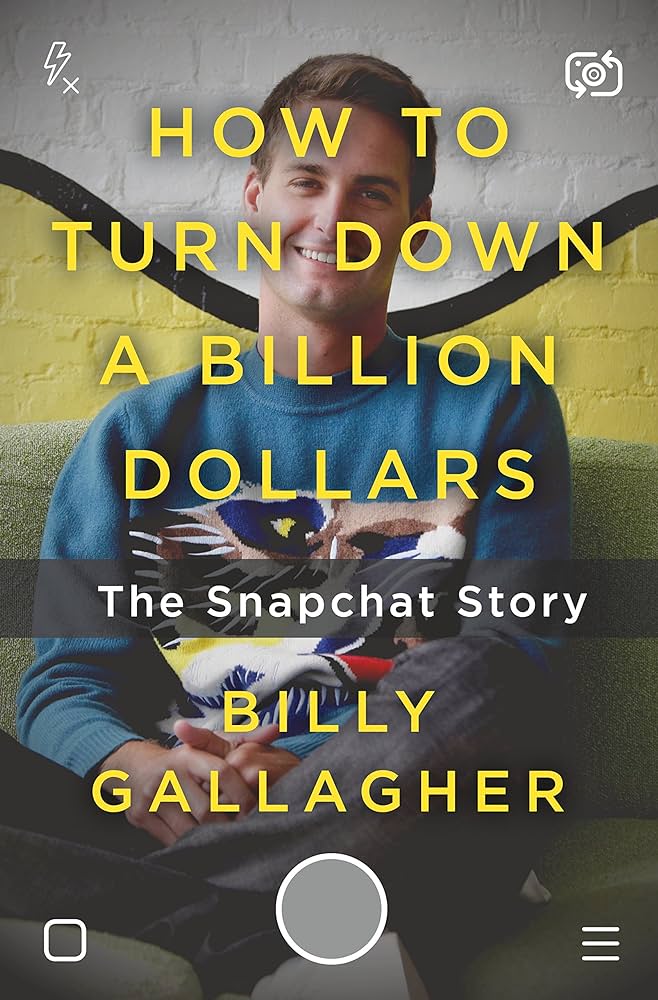 HOW TO
TURN DOWN
A BILLION
DOLLARS
The Snapchat Story
BILLY
GALLAGHER